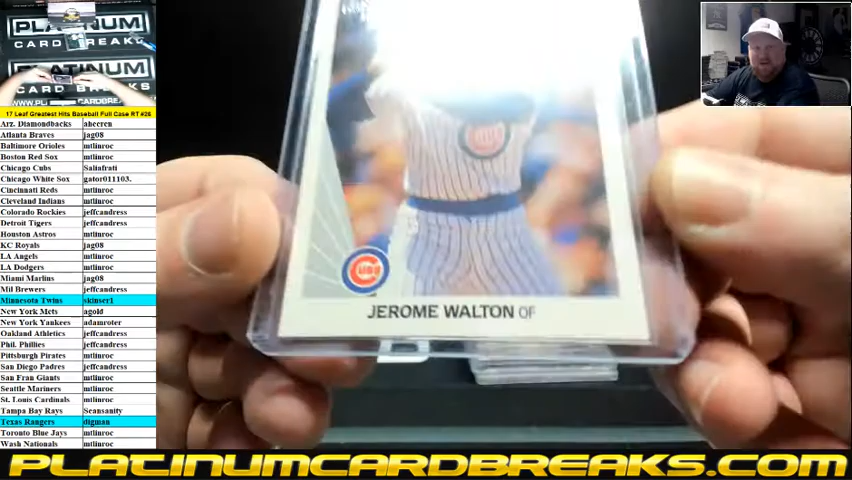 PLATINUM
CARD BREAKS
PLATINUM
CARD BREAKS
17 Leaf Greatest Hits Baseball Full Case RT #26
Arz. Diamondbacks aheeren
Atlanta Braves jag08
Baltimore Orioles mtlinroc
Boston Red Sox mtlinroc
Chicago Cubs Saliafrati
Chicago White Sox gator011103.
Cincinnati Reds mtlinroc
Cleveland Indians mtlinroc
Colorado Rockies jeffcandress
Detroit Tigers jeffcandress
Houston Astros mtlinroc
KC Royals jag08
LA Angels mtlinroc
LA Dodgers mtlinroc
Miami Marlins jag08
Mil Brewers jeffcandress
Minnesota Twins skinser1
New York Mets agold
New York Yankees adamroter
Oakland Athletics jeffcandress
Phil. Phillies jeffcandress
Pittsburgh Pirates mtlinroc
San Diego Padres jeffcandress
San Fran Giants mtlinroc
Seattle Mariners mtlinroc
St. Louis Cardinals mtlinroc
Tampa Bay Rays Seansanity
Texas Rangers digman
Toronto Blue Jays mtlinroc
Wash Nationals mtlinroc
CUBS
CUBS
JEROME WALTON OF
PLATINUMCARDBREAKS.COM